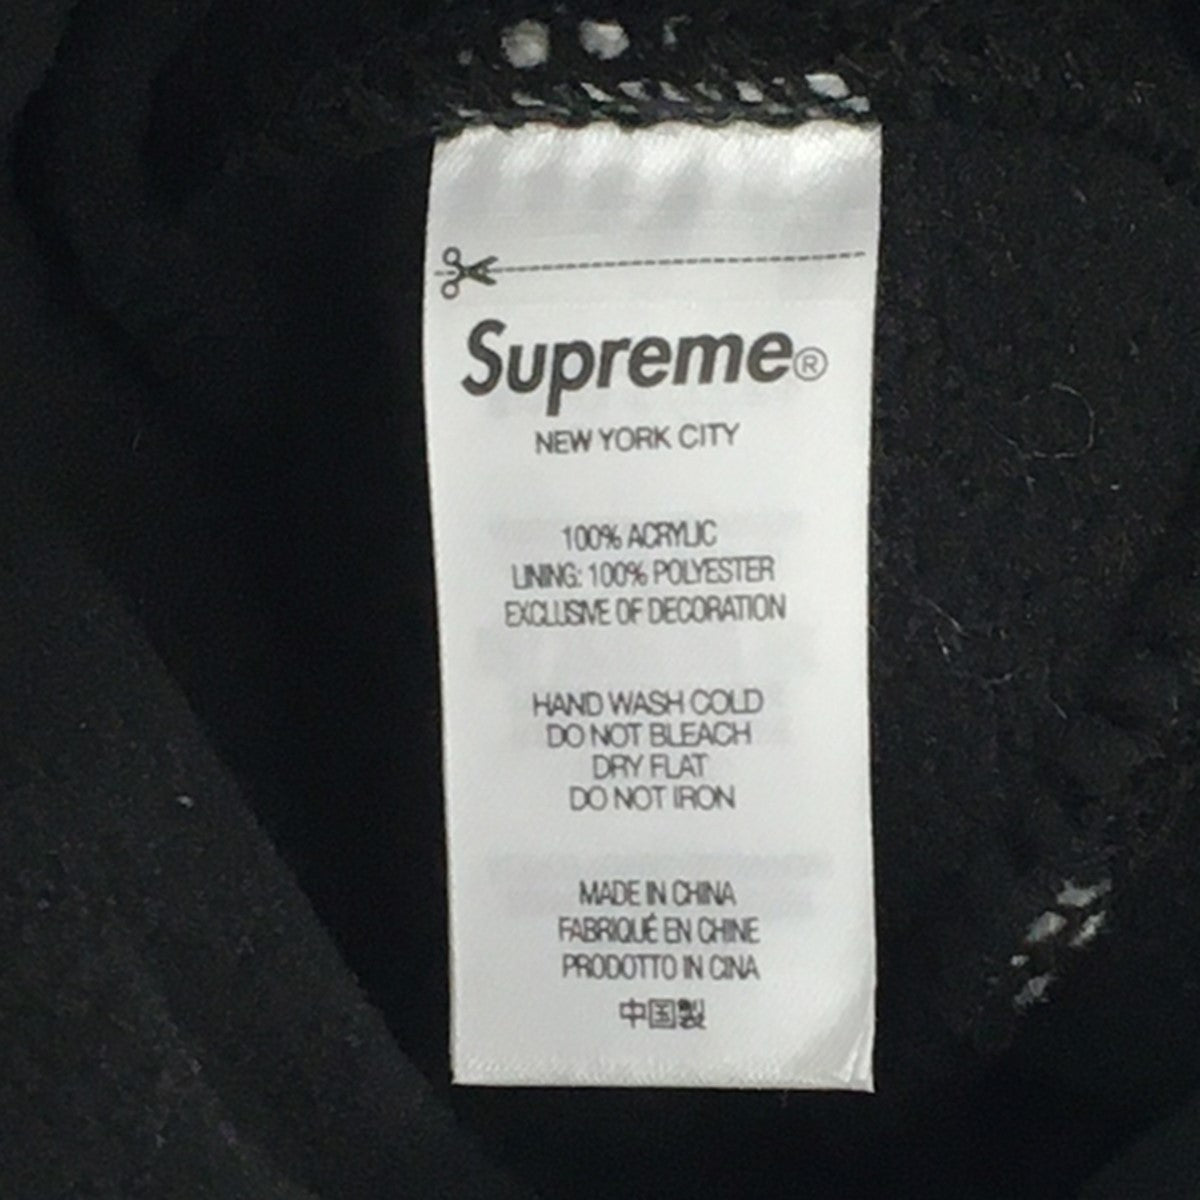 Supreme®
NEW YORK CITY
100% ACRYLIC
LINING: 100% POLYESTER
EXCLUSIVE OF DECORATION
HAND WASH COLD
DO NOT BLEACH
DRY FLAT
DO NOT IRON
MADE IN CHINA
FABRIQUÉ EN CHINE
PRODOTTO IN CINA
中国製